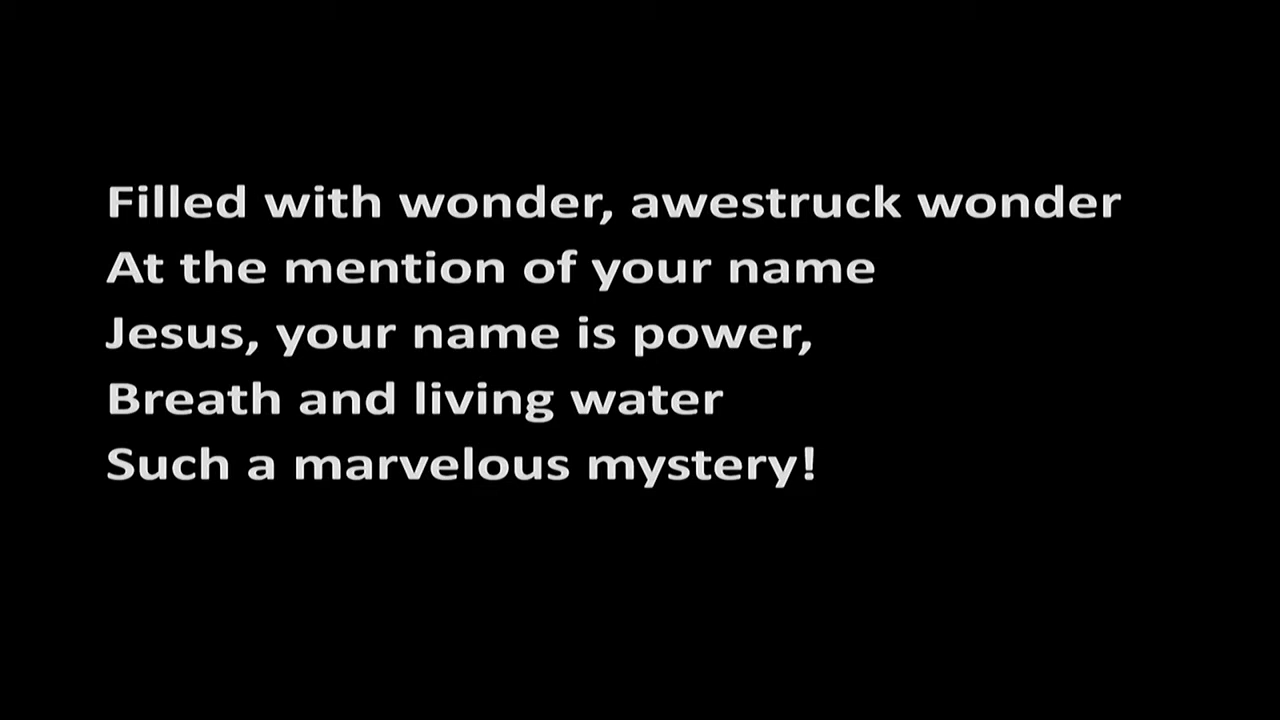 Filled with wonder, awestruck wonder
At the mention of your name
Jesus, your name is power,
Breath and living water
Such a marvelous mystery!